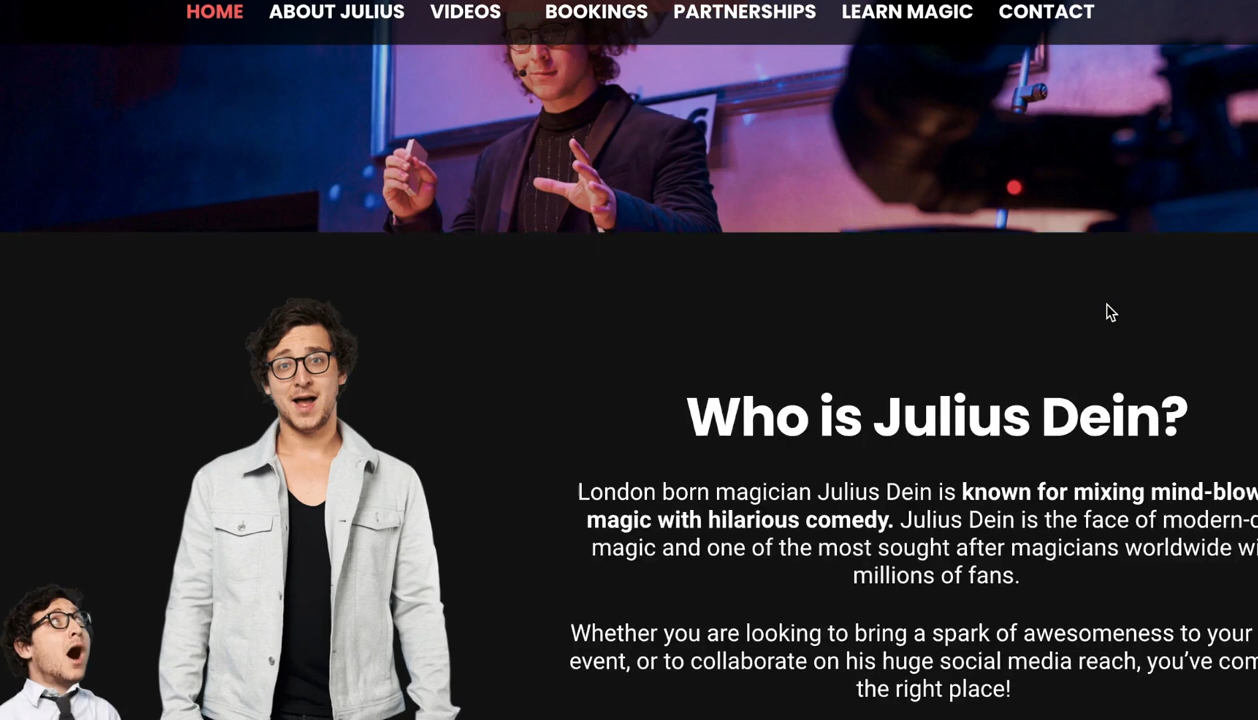 HOME ABOUT JULIUS VIDEOS BOOKINGS PARTNERSHIPS LEARN MAGIC CONTACT
Who is Julius Dein?
London born magician Julius Dein is known for mixing mind-blow
magic with hilarious comedy. Julius Dein is the face of modern-
magic and one of the most sought after magicians worldwide
millions of fans.
Whether you are looking to bring a spark of awesomeness to your
event, or to collaborate on his huge social media reach, you’ve
the right place!